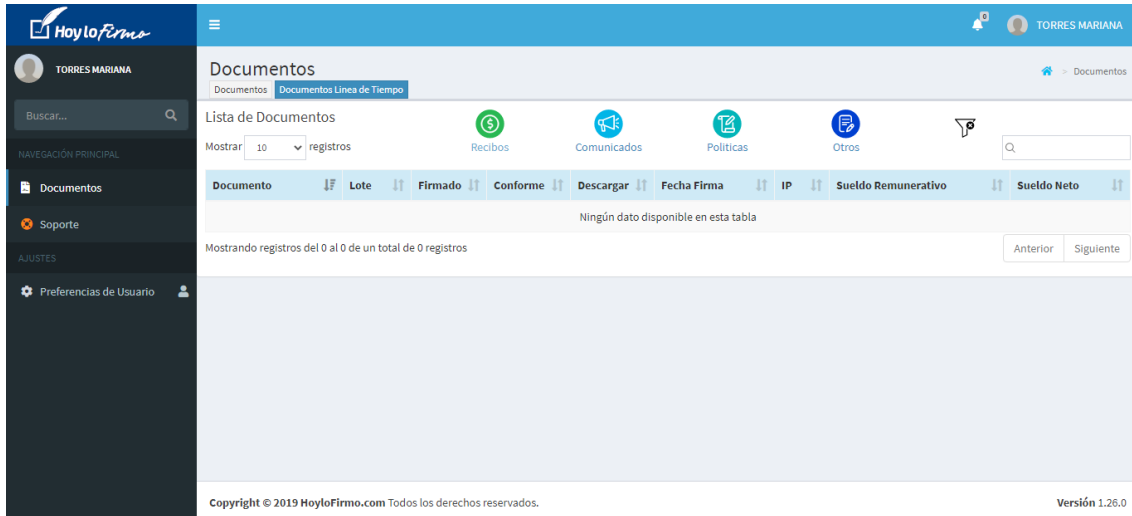 Hoy lo Firmo
0
TORRES MARIANA
TORRES MARIANA
Buscar...
NAVEGACIÓN PRINCIPAL
Documentos
Soporte
AJUSTES
Preferencias de Usuario
Documentos
> Documentos
Documentos Documentos Linea de Tiempo
Lista de Documentos
Mostrar 10 registros
Recibos Comunicados Politicas Otros
Documento Lote Firmado Conforme Descargar Fecha Firma IP Sueldo Remunerativo Sueldo Neto
Ningún dato disponible en esta tabla
Mostrando registros del 0 al 0 de un total de 0 registros
Anterior Siguiente
Copyright © 2019 HoyloFirmo.com Todos los derechos reservados.
Versión 1.26.0